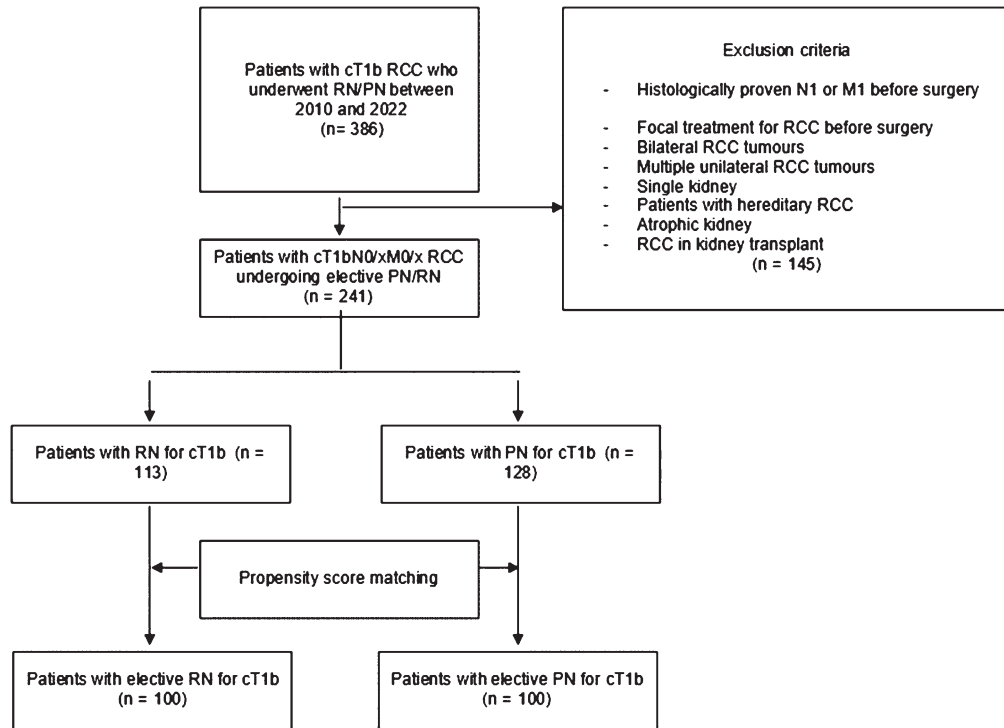 Patients with cT1b RCC who
underwent RN/PN between
2010 and 2022
(n= 386)
Exclusion criteria
- Histologically proven N1 or M1 before surgery
- Focal treatment for RCC before surgery
- Bilateral RCC tumours
- Multiple unilateral RCC tumours
- Single kidney
- Patients with hereditary RCC
- Atrophic kidney
- RCC in kidney transplant
(n = 145)
Patients with cT1bN0/xM0/x RCC
undergoing elective PN/RN
(n = 241)
Patients with RN for cT1b (n =
113)
Patients with PN for cT1b (n =
128)
Propensity score matching
Patients with elective RN for cT1b
(n = 100)
Patients with elective PN for cT1b
(n = 100)